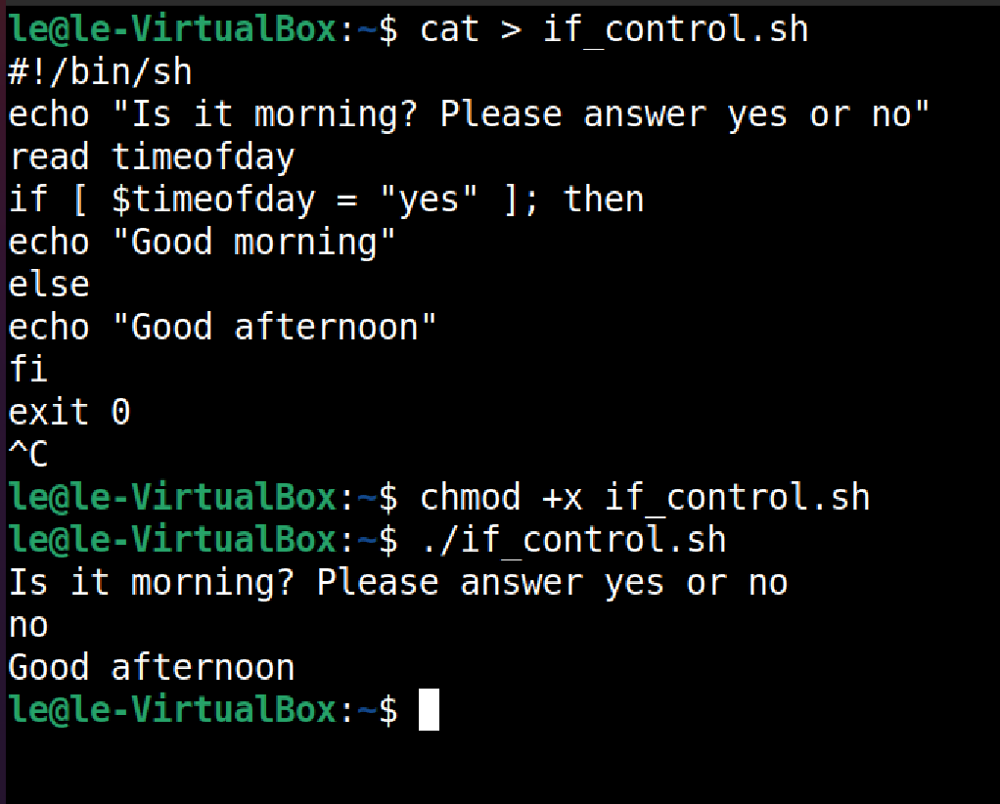 le@le-VirtualBox:~$ cat > if_control.sh
#!/bin/sh
echo "Is it morning? Please answer yes or no"
read timeofday
if [ $timeofday = "yes" ]; then
echo "Good morning"
else
echo "Good afternoon"
fi
exit 0
^C
le@le-VirtualBox:~$ chmod +x if_control.sh
le@le-VirtualBox:~$ ./if_control.sh
Is it morning? Please answer yes or no
no
Good afternoon
le@le-VirtualBox:~$